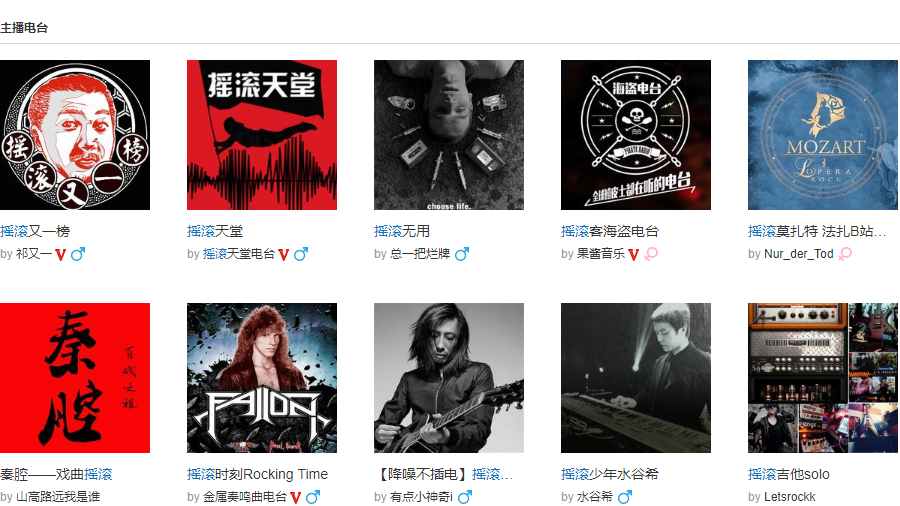 主播电台
摇
滚
又
一
榜
摇滚天堂
choose life.
海盗电台
PIRATE RADIO
全体船波士都在听的电台
MOZART
L'OPERA
ROCK
摇滚又一榜
摇滚天堂
摇滚无用
摇滚客海盗电台
摇滚莫扎特 法扎B站...
by 祁又一 V
by 摇滚天堂电台 V
by 总一把烂牌
by 果酱音乐 V
by Nur_der_Tod
秦腔
百戏之祖
FALLON
秦腔——戏曲摇滚
摇滚时刻Rocking Time
【降噪不插电】摇滚...
摇滚少年水谷希
摇滚吉他solo
by 山高路远我是谁
by 金属奏鸣曲电台 V
by 有点小神奇i
by 水谷希
by Letsrockk